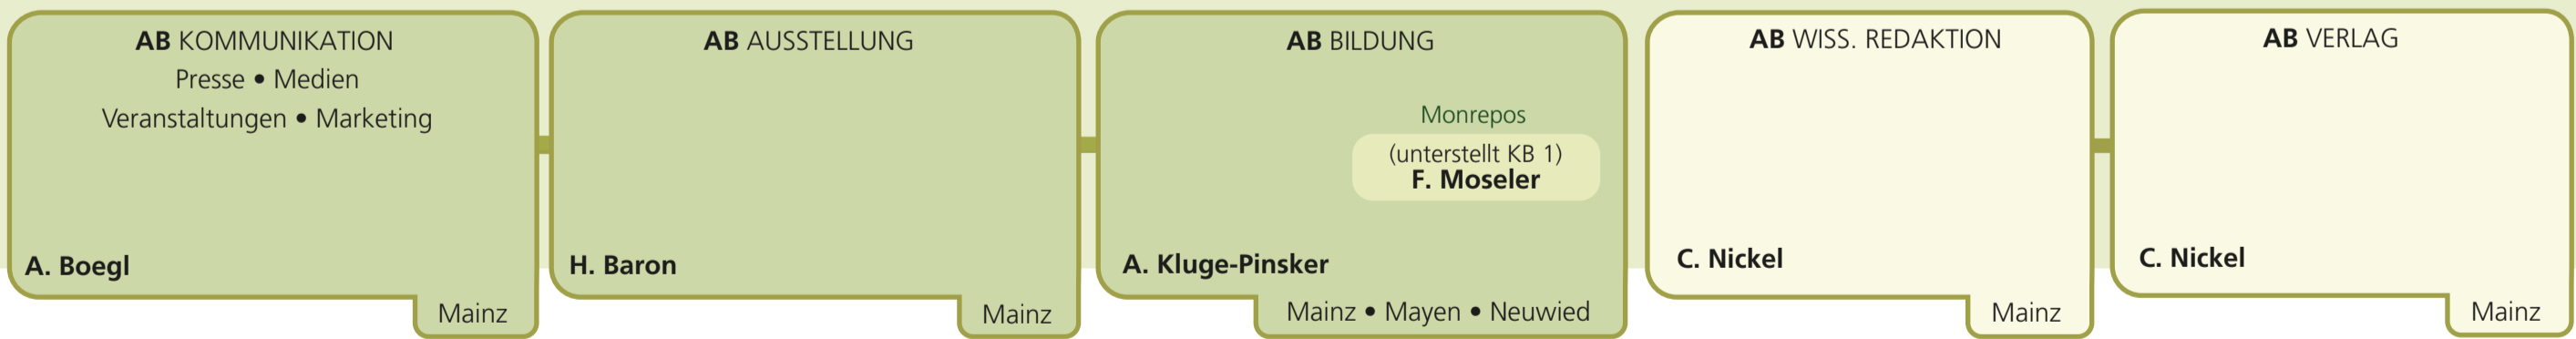 AB KOMMUNIKATION
Presse • Medien
Veranstaltungen • Marketing
A. Boegl
Mainz
AB AUSSTELLUNG
H. Baron
Mainz
AB BILDUNG
Monrepos
(unterstellt KB 1)
F. Moseler
A. Kluge-Pinsker
Mainz • Mayen • Neuwied
AB WISS. REDAKTION
C. Nickel
Mainz
AB VERLAG
C. Nickel
Mainz